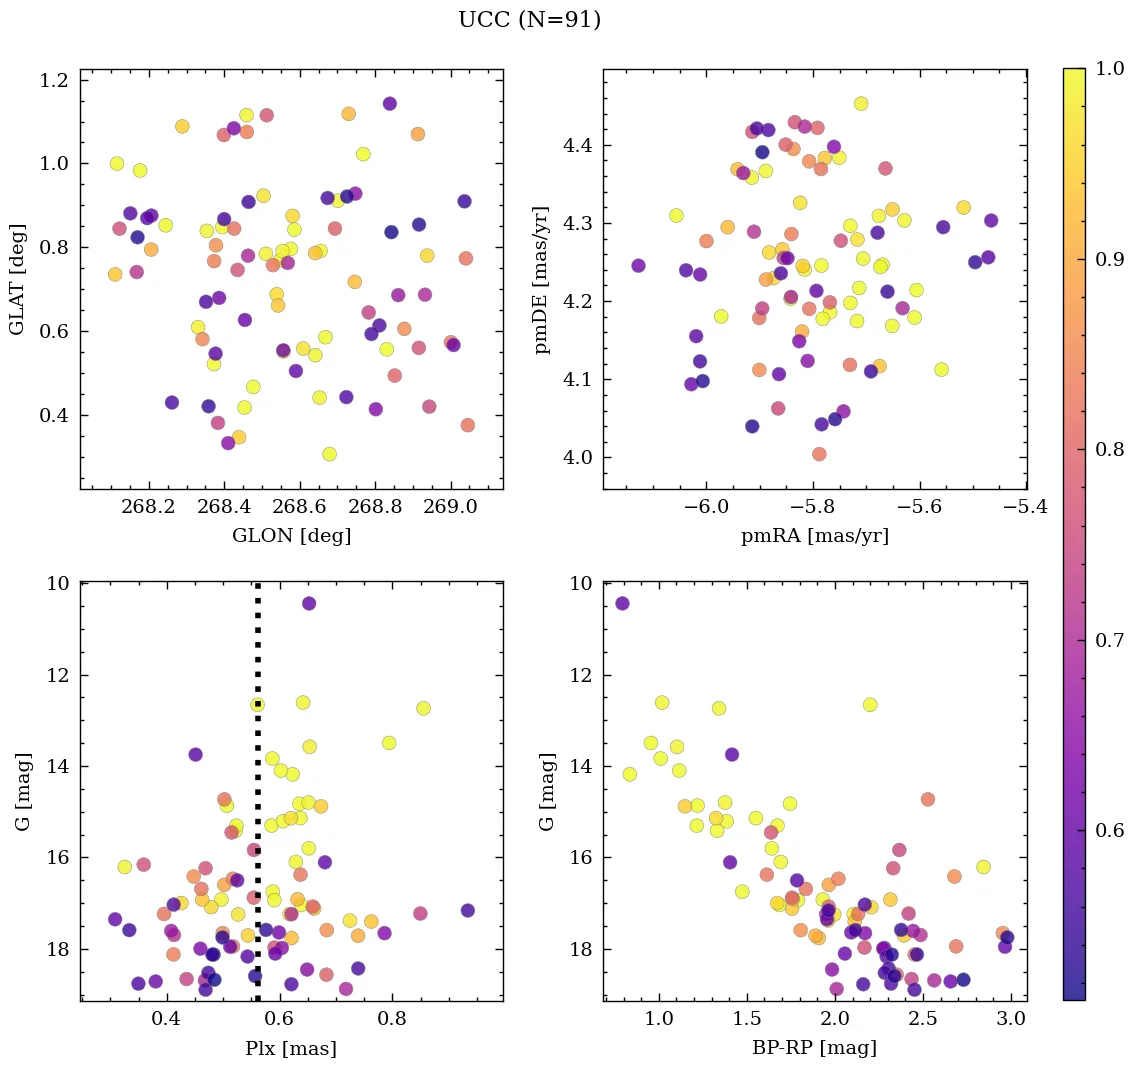 UCC (N=91)
1.2
1.0
0.8
0.6
0.4
GLAT [deg]
268.2 268.4 268.6 268.8 269.0
GLON [deg]
4.4
4.3
4.2
4.1
4.0
pmDE [mas/yr]
−6.0 −5.8 −5.6 −5.4
pmRA [mas/yr]
10
12
14
16
18
G [mag]
0.4 0.6 0.8
Plx [mas]
10
12
14
16
18
G [mag]
1.0 1.5 2.0 2.5 3.0
BP-RP [mag]
1.0
0.9
0.8
0.7
0.6